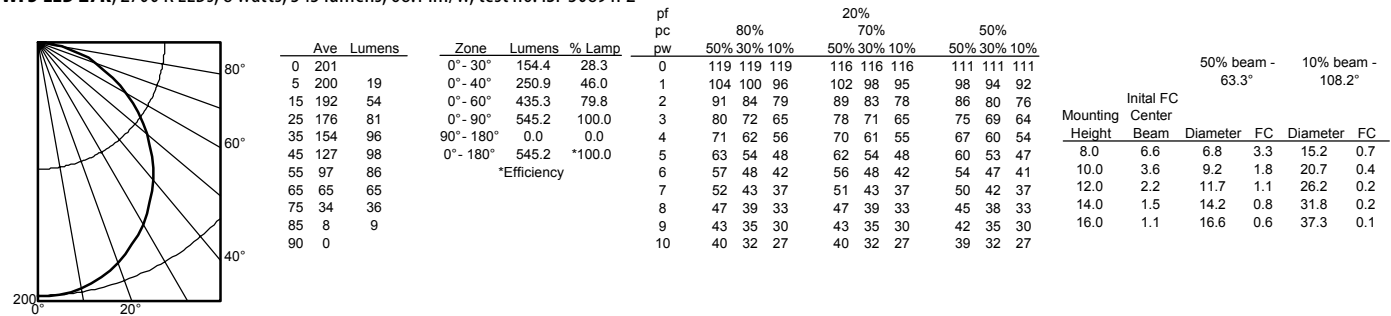 2700 K LEDs, 8 watts, 545 lumens,
80°
60°
40°
200
0° 20°
Ave Lumens
0 201
5 200 19
15 192 54
25 176 81
35 154 96
45 127 98
55 97 86
65 65 65
75 34 36
85 8 9
90 0
Zone Lumens % Lamp
0°- 30° 154.4 28.3
0°- 40° 250.9 46.0
0°- 60° 435.3 79.8
0°- 90° 545.2 100.0
90°- 180° 0.0 0.0
0°- 180° 545.2 *100.0
*Efficiency
pf 20%
pc 80% 70% 50%
pw 50% 30% 10% 50% 30% 10% 50% 30% 10%
0 119 119 119 116 116 116 111 111 111
1 104 100 96 102 98 95 98 94 92
2 91 84 79 89 83 78 86 80 76
3 80 72 65 78 71 65 75 69 64
4 71 62 56 70 61 55 67 60 54
5 63 54 48 62 54 48 60 53 47
6 57 48 42 56 48 42 54 47 41
7 52 43 37 51 43 37 50 42 37
8 47 39 33 47 39 33 45 38 33
9 43 35 30 43 35 30 42 35 30
10 40 32 27 40 32 27 39 32 27
50% beam - 10% beam -
63.3° 108.2°
Inital FC
Mounting Center
Height Beam Diameter FC Diameter FC
8.0 6.6 6.8 3.3 15.2 0.7
10.0 3.6 9.2 1.8 20.7 0.4
12.0 2.2 11.7 1.1 26.2 0.2
14.0 1.5 14.2 0.8 31.8 0.2
16.0 1.1 16.6 0.6 37.3 0.1